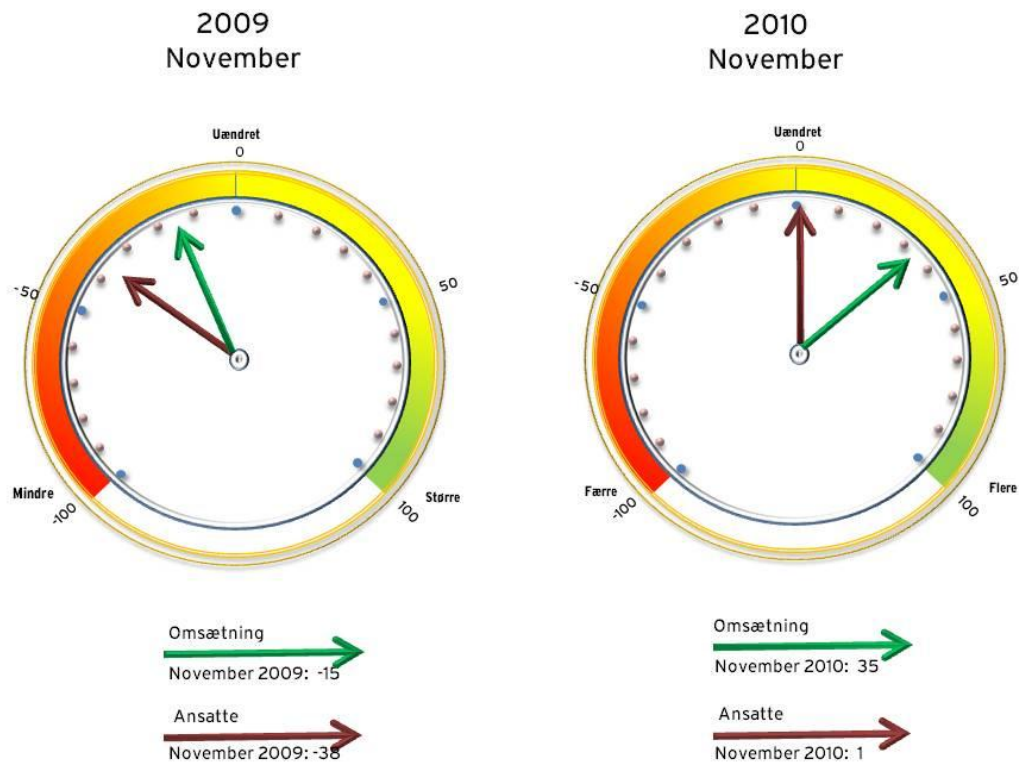 2009
November
Uændret
0
-50
50
Mindre
-100
Større
100
Omsætning
November 2009: -15
Ansatte
November 2009: -38
2010
November
Uændret
0
-50
50
Færre
-100
Flere
100
Omsætning
November 2010: 35
Ansatte
November 2010: 1